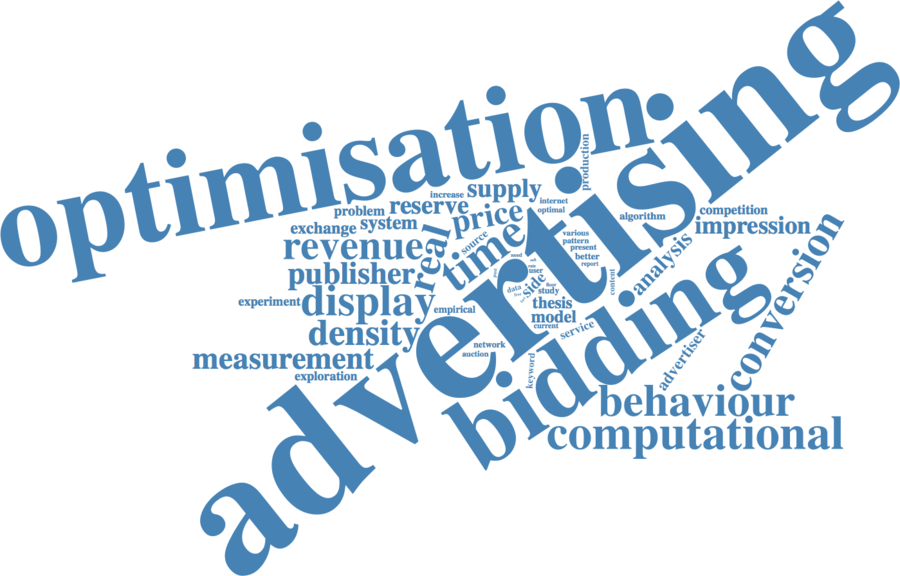 optimisation
advertising
bidding
production
increase
supply
internet
optimal
problem
reserve
price
algorithm
competition
exchange
system
source
various
pattern
impression
revenue
real
time
present
better
report
analysis
conversion
publisher
need
user
side
data
content
experiment
display
empirical
study
thesis
model
density
current
service
measurement
network
auction
keyword
advertiser
exploration
behaviour
computational